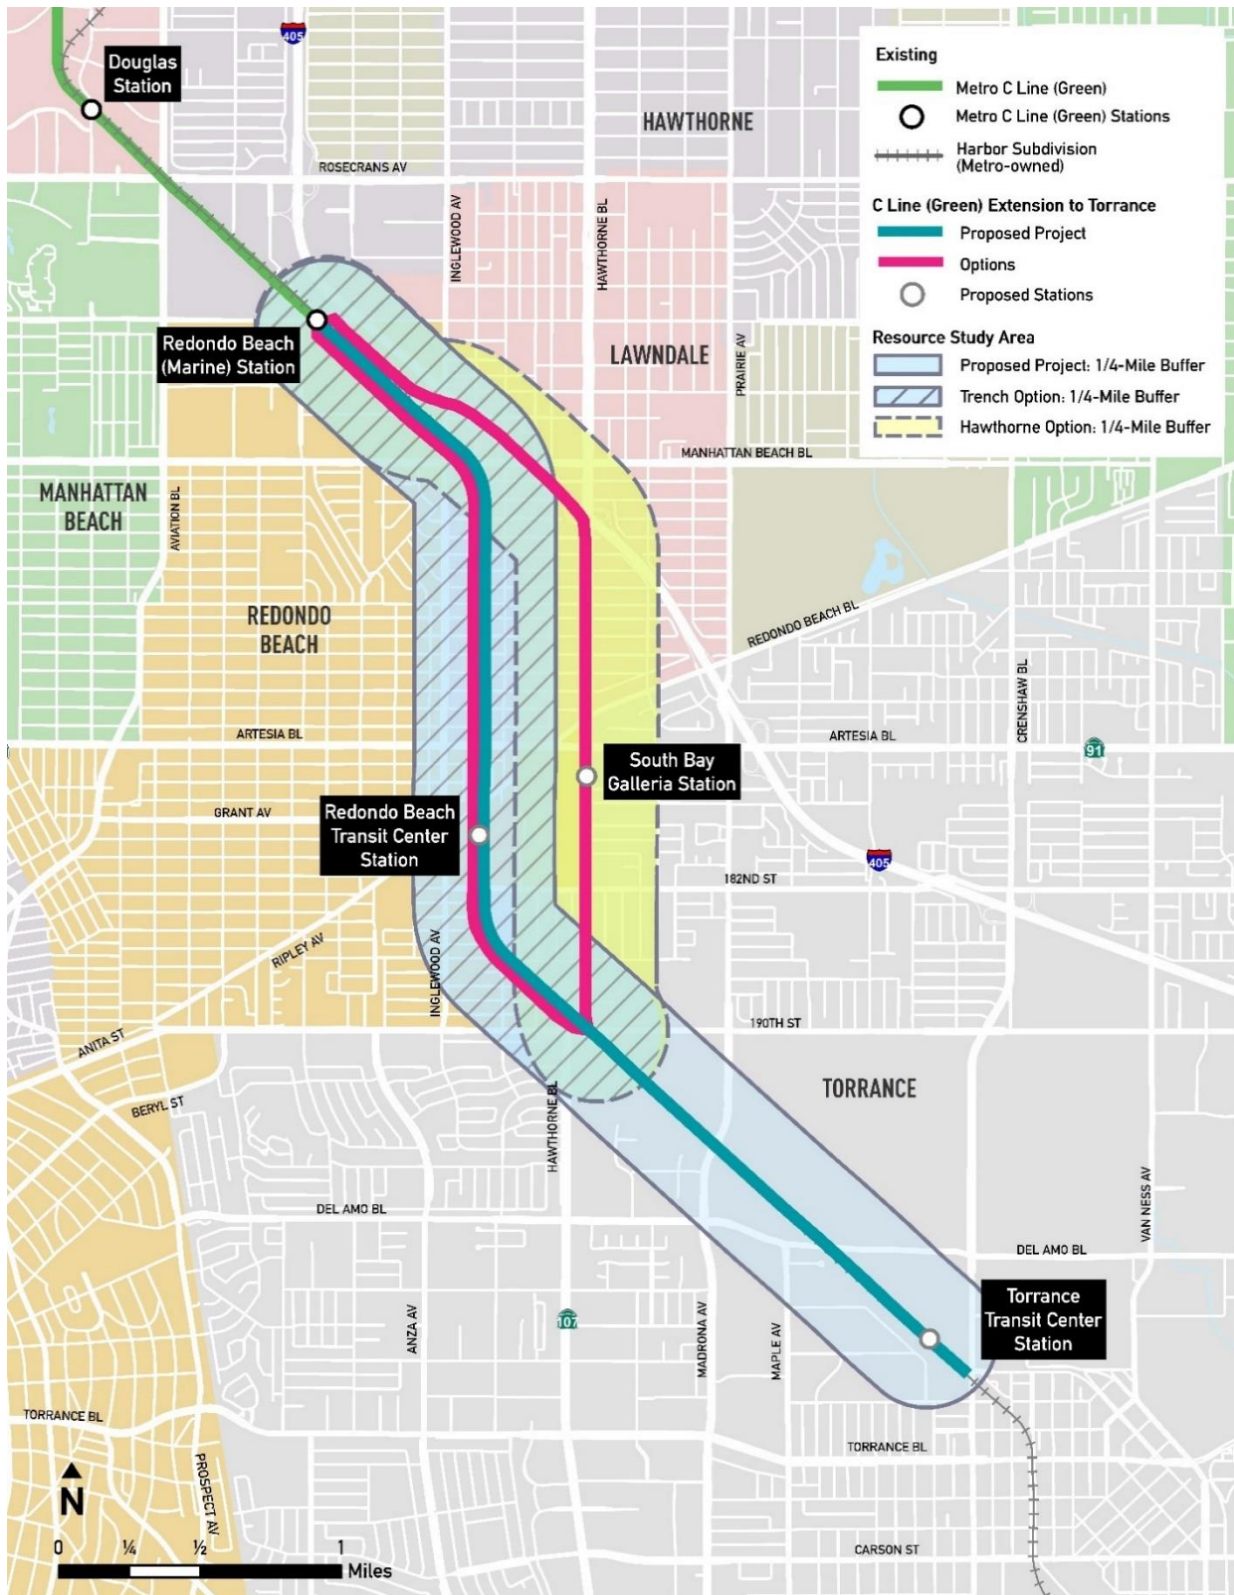 405
Douglas
Station
HAWTHORNE
ROSECRANS AV
INGLEWOOD AV
HAWTHORNE BL
Existing
Metro C Line (Green)
Metro C Line (Green) Stations
Harbor Subdivision
(Metro-owned)
C Line (Green) Extension to Torrance
Proposed Project
Options
Proposed Stations
Resource Study Area
Proposed Project: 1/4-Mile Buffer
Trench Option: 1/4-Mile Buffer
Hawthorne Option: 1/4-Mile Buffer
Redondo Beach
(Marine) Station
LAWNDALE
PRAIRIE AV
MANHATTAN BEACH BL
MANHATTAN
BEACH
AVIATION BL
REDONDO
BEACH
REDONDO BEACH BL
CRENSHAW BL
ARTESIA BL
ARTESIA BL
91
South Bay
Galleria Station
GRANT AV
Redondo Beach
Transit Center
Station
405
182ND ST
RIPLEY AV
INGLEWOOD AV
190TH ST
ANITA ST
BERYL ST
HAWTHORNE BL
TORRANCE
VAN NESS AV
DEL AMO BL
DEL AMO BL
Torrance
Transit Center
Station
107
ANZA AV
MADRONA AV
MAPLE AV
TORRANCE BL
TORRANCE BL
PROSPECT AV
N
0 ¼ ½ 1
Miles
CARSON ST